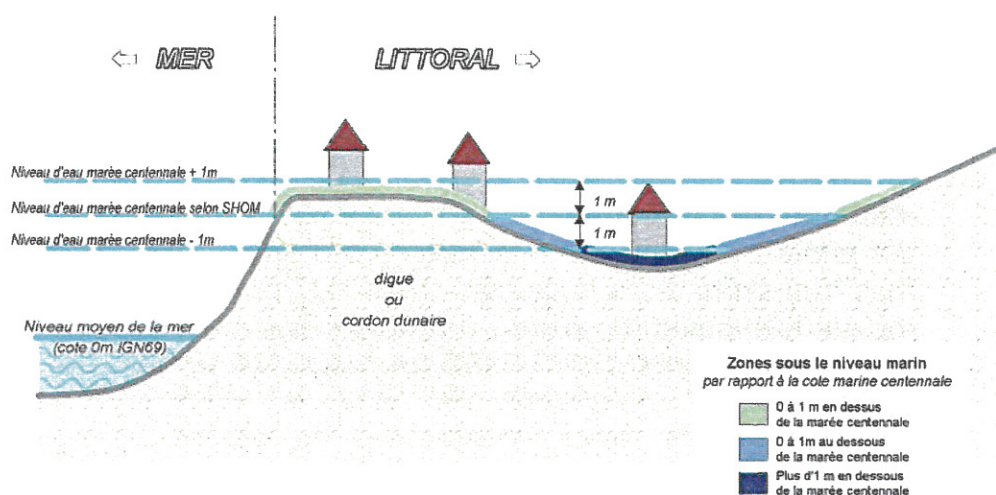 MER
LITTORAL
Niveau d'eau marée centennale + 1m
Niveau d'eau marée centennale selon SHOM
Niveau d'eau marée centennale - 1m
1 m
1 m
digue
ou
cordon dunaire
Niveau moyen de la mer
(cote 0m IGN69)
Zones sous le niveau marin
par rapport à la cote marine centennale
0 à 1 m en dessus
de la marée centennale
0 à 1m au dessous
de la marée centennale
Plus d'1 m en dessous
de la marée centennale